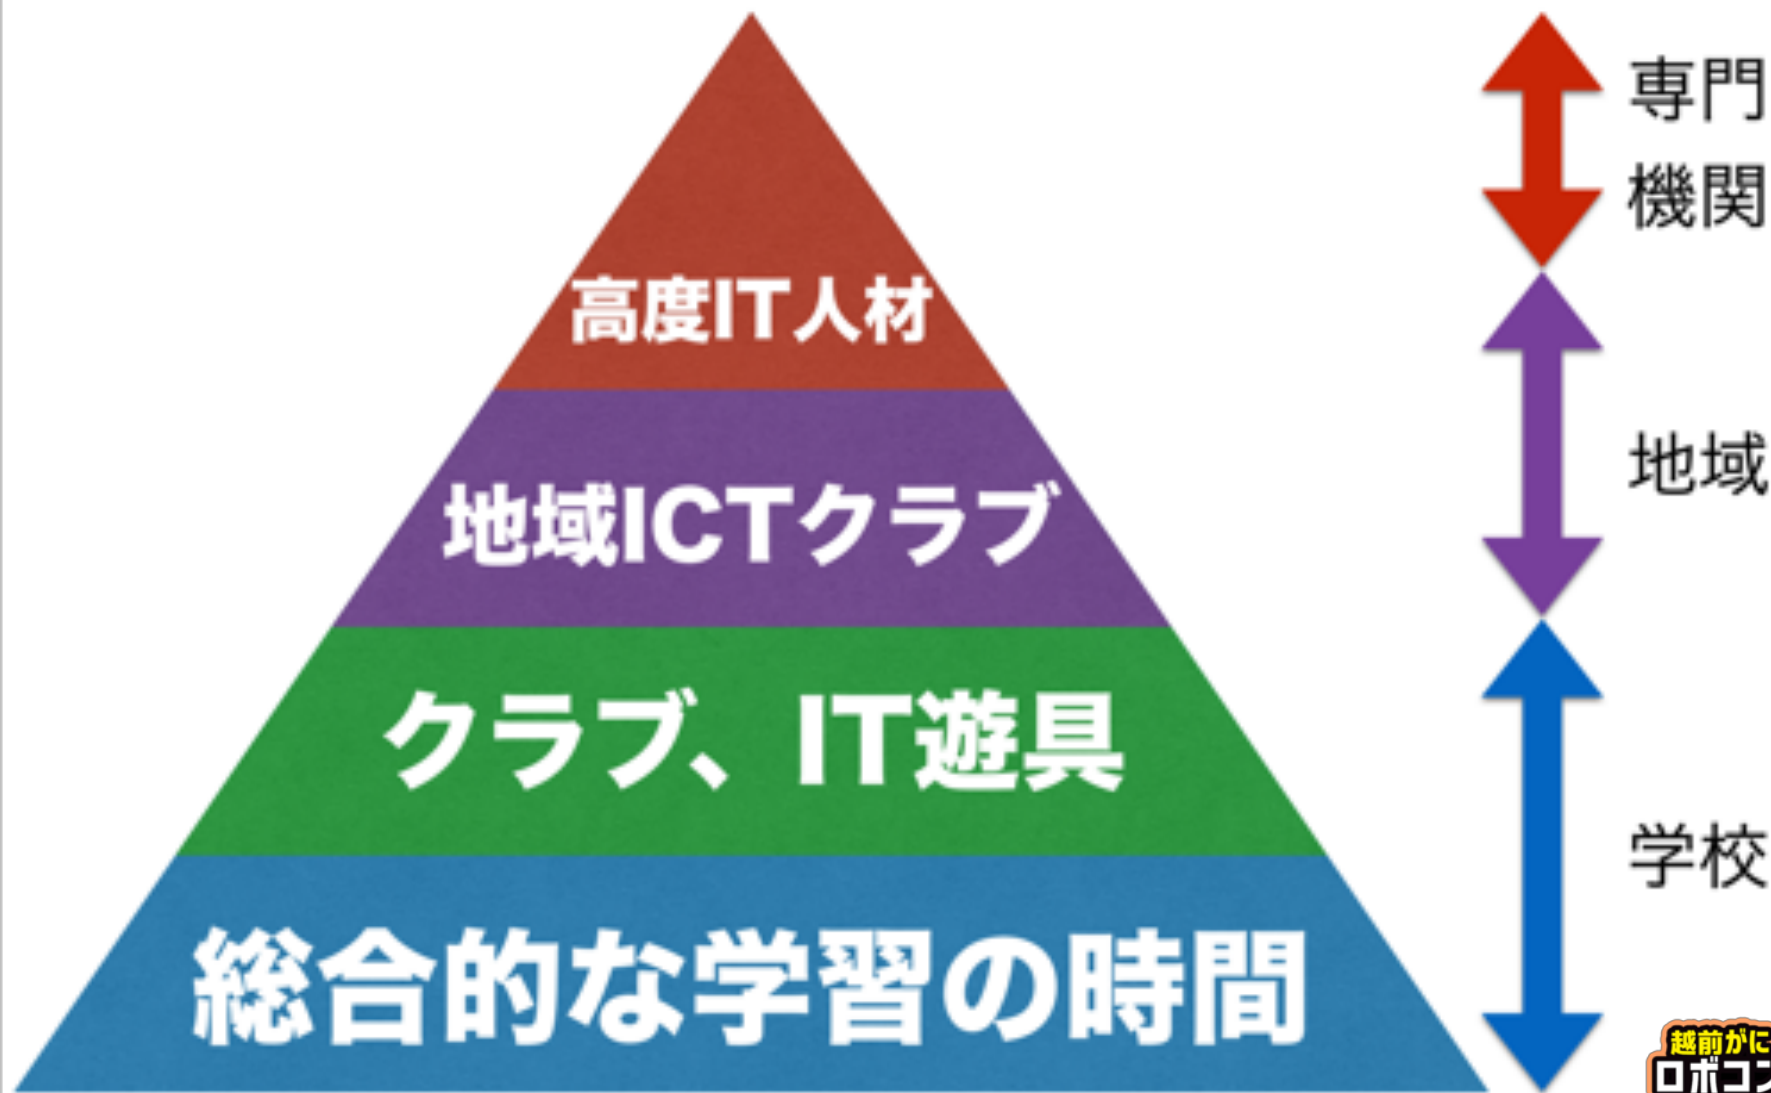 専門
機関
高度IT人材
地域
地域ICTクラブ
クラブ、IT遊具
学校
総合的な学習の時間
越前がに
ロボコン